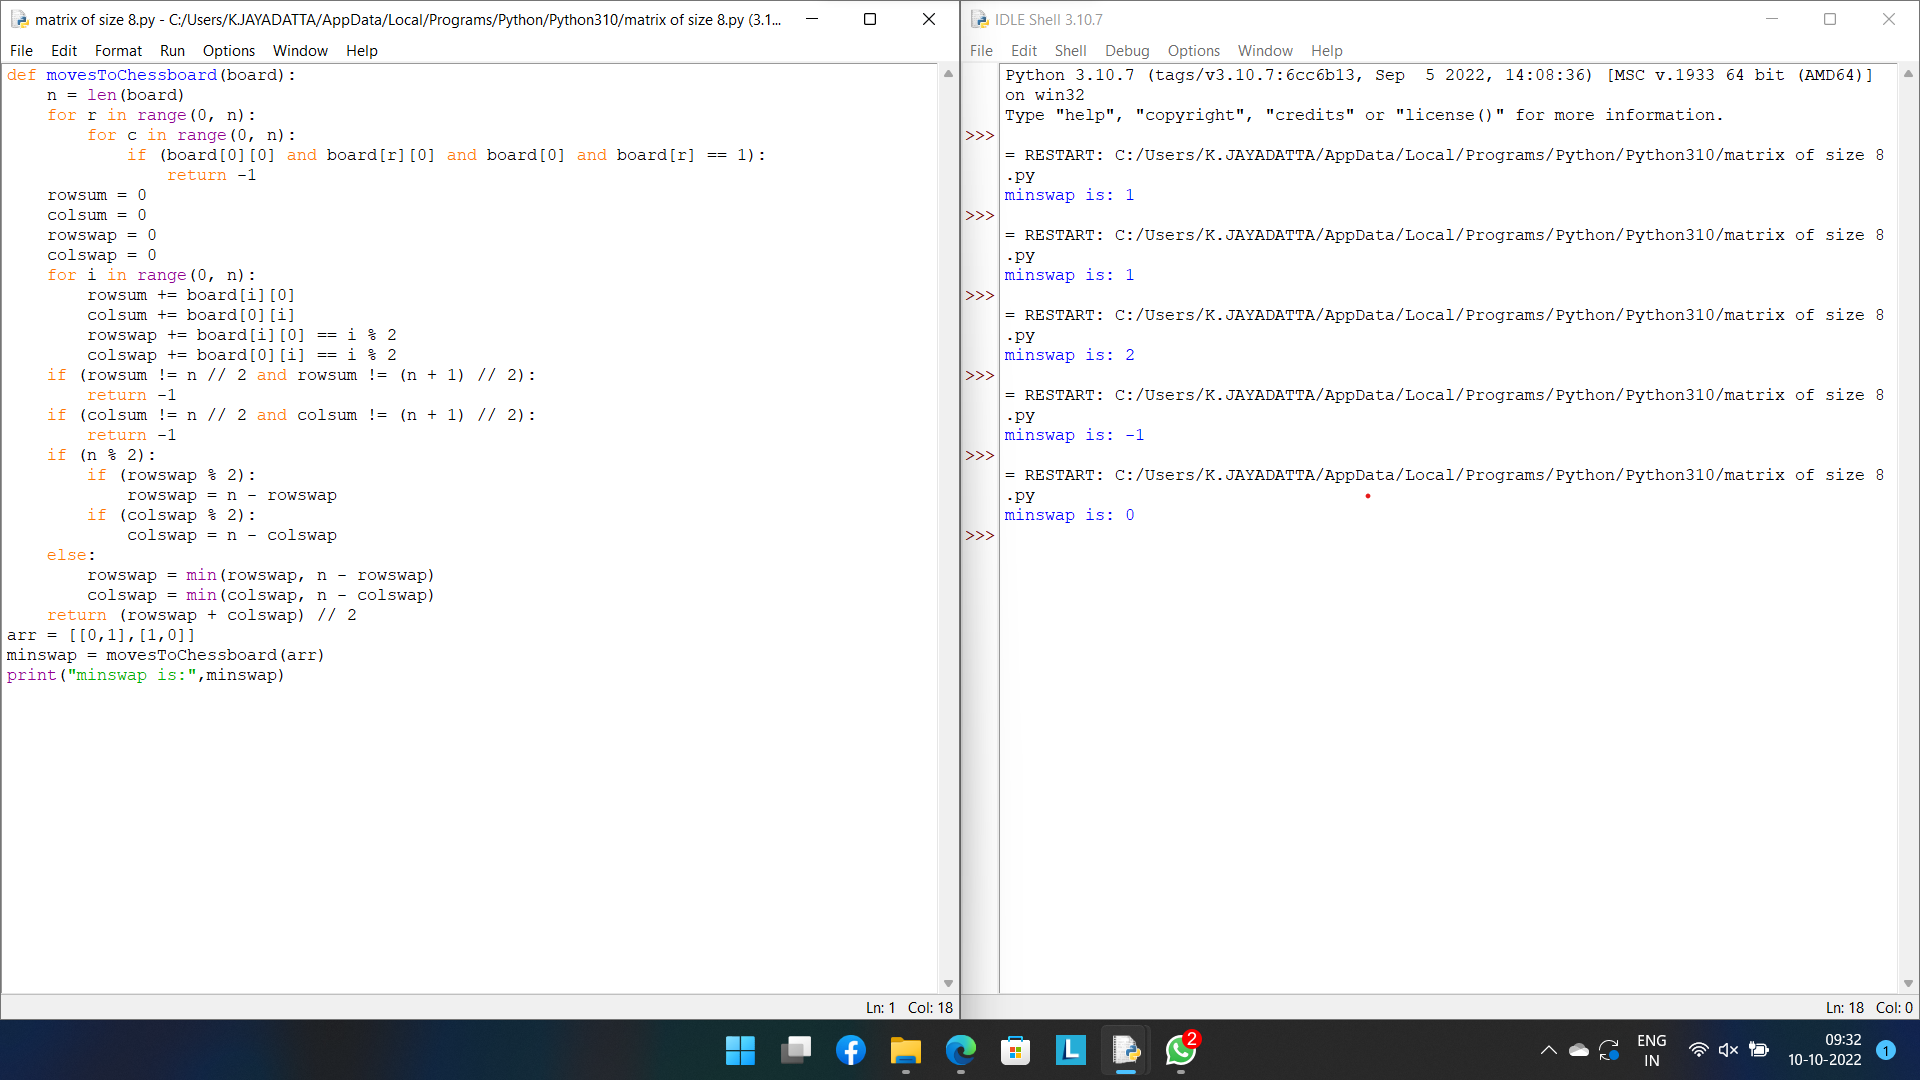 matrix of size 8.py - C:/Users/K.JAYADATTA/AppData/Local/Programs/Python/Python310/matrix of size 8.py (3.1...
File Edit Format Run Options Window Help
def movesToChessboard(board):
    n = len(board)
    for r in range(0, n):
        for c in range(0, n):
            if (board[0][0] and board[r][0] and board[0] and board[r] == 1):
                return -1
    rowsum = 0
    colsum = 0
    rowswap = 0
    colswap = 0
    for i in range(0, n):
        rowsum += board[i][0]
        colsum += board[0][i]
        rowswap += board[i][0] == i % 2
        colswap += board[0][i] == i % 2
    if (rowsum != n // 2 and rowsum != (n + 1) // 2):
        return -1
    if (colsum != n // 2 and colsum != (n + 1) // 2):
        return -1
    if (n % 2):
        if (rowswap % 2):
            rowswap = n - rowswap
        if (colswap % 2):
            colswap = n - colswap
    else:
        rowswap = min(rowswap, n - rowswap)
        colswap = min(colswap, n - colswap)
    return (rowswap + colswap) // 2
arr = [[0,1],[1,0]]
minswap = movesToChessboard(arr)
print("minswap is:",minswap)
Ln: 1 Col: 18
IDLE Shell 3.10.7
File Edit Shell Debug Options Window Help
Python 3.10.7 (tags/v3.10.7:6cc6b13, Sep  5 2022, 14:08:36) [MSC v.1933 64 bit (AMD64)]
on win32
Type "help", "copyright", "credits" or "license()" for more information.
>>>
= RESTART: C:/Users/K.JAYADATTA/AppData/Local/Programs/Python/Python310/matrix of size 8
.py
minswap is: 1
>>>
= RESTART: C:/Users/K.JAYADATTA/AppData/Local/Programs/Python/Python310/matrix of size 8
.py
minswap is: 1
>>>
= RESTART: C:/Users/K.JAYADATTA/AppData/Local/Programs/Python/Python310/matrix of size 8
.py
minswap is: 2
>>>
= RESTART: C:/Users/K.JAYADATTA/AppData/Local/Programs/Python/Python310/matrix of size 8
.py
minswap is: -1
>>>
= RESTART: C:/Users/K.JAYADATTA/AppData/Local/Programs/Python/Python310/matrix of size 8
.py
minswap is: 0
>>>
Ln: 18 Col: 0
L
2
ENG
IN
09:32
10-10-2022
1